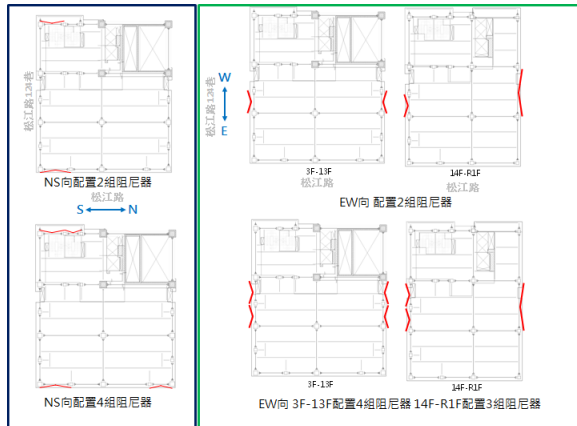 松江路124巷
NS向配置2組阻尼器
松江路
S N
NS向配置4組阻尼器
松江路124巷
W
E
3F-13F
松江路
14F-R1F
松江路
EW向 配置2組阻尼器
3F-13F
14F-R1F
EW向 3F-13F配置4組阻尼器 14F-R1F配置3組阻尼器